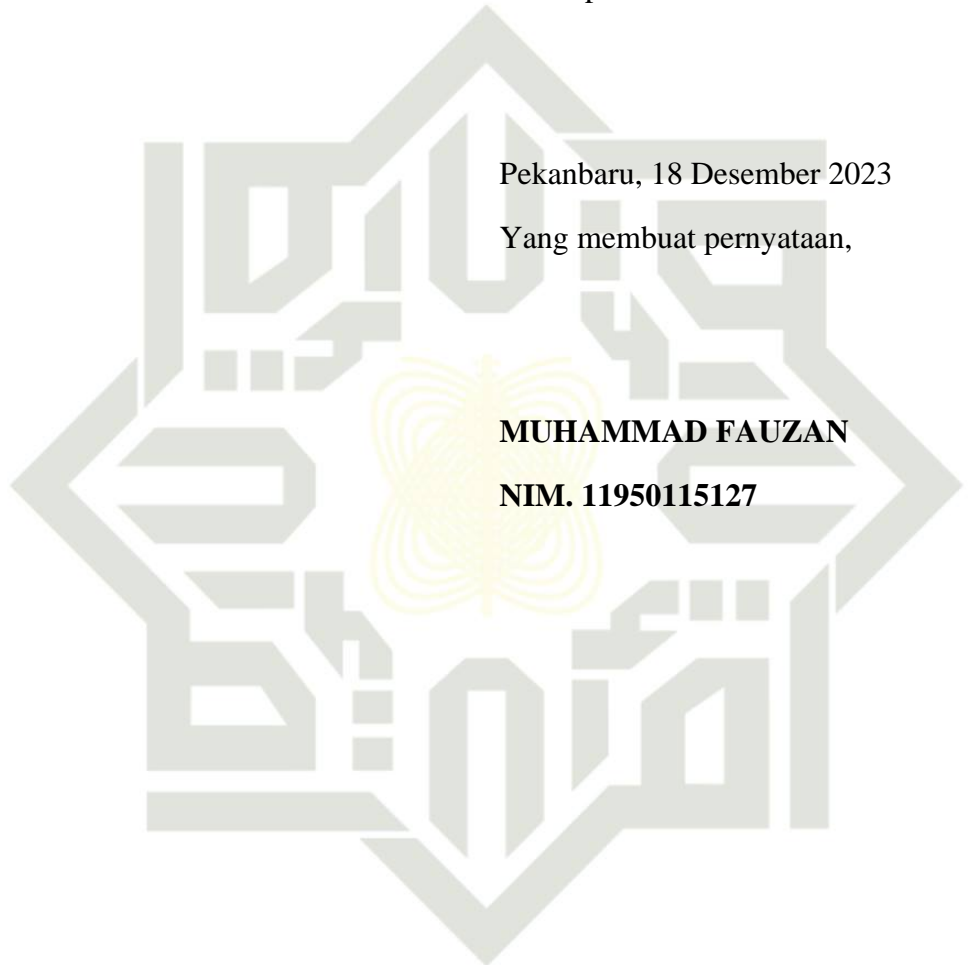 Pekanbaru, 18 Desember 2023
Yang membuat pernyataan,
MUHAMMAD FAUZAN
NIM. 11950115127